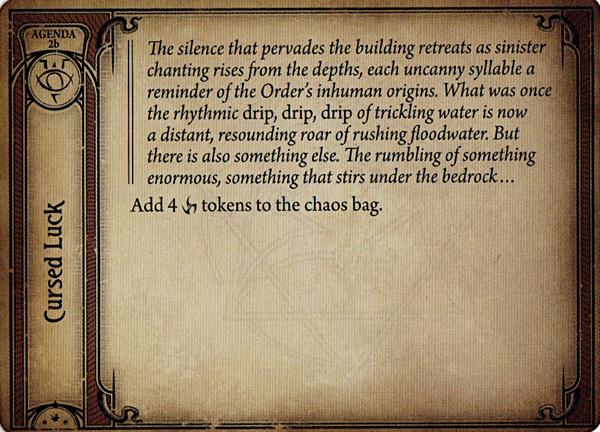 AGENDA
2b
Cursed Luck
The silence that pervades the building retreats as sinister
chanting rises from the depths, each uncanny syllable a
reminder of the Order's inhuman origins. What was once
the rhythmic drip, drip, drip of trickling water is now
a distant, resounding roar of rushing floodwater. But
there is also something else. The rumbling of something
enormous, something that stirs under the bedrock…
Add 4 tokens to the chaos bag.